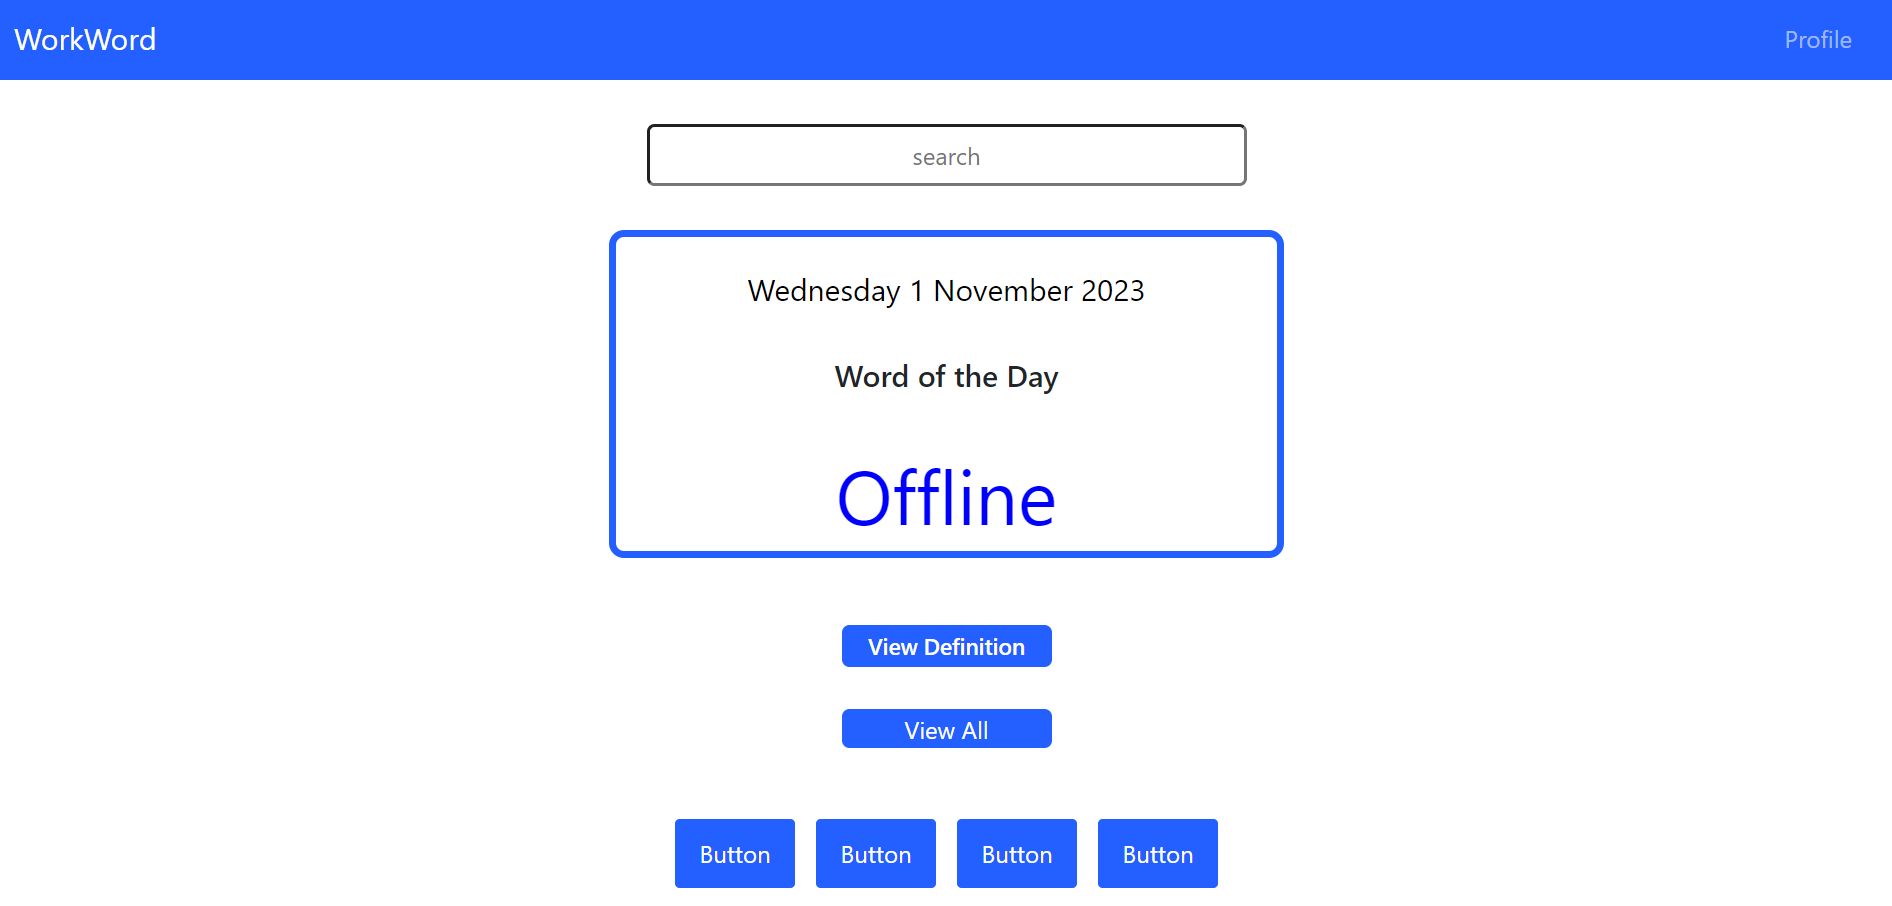 WorkWord Profile
search
Wednesday 1 November 2023
Word of the Day
Offline
View Definition
View All
Button Button Button Button